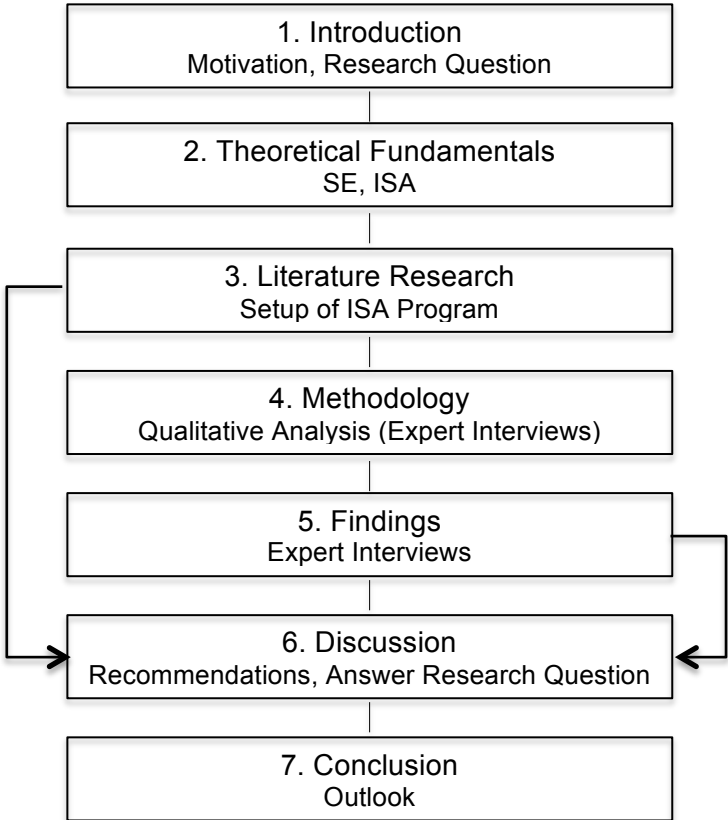 1. Introduction
Motivation, Research Question
2. Theoretical Fundamentals
SE, ISA
3. Literature Research
Setup of ISA Program
4. Methodology
Qualitative Analysis (Expert Interviews)
5. Findings
Expert Interviews
6. Discussion
Recommendations, Answer Research Question
7. Conclusion
Outlook